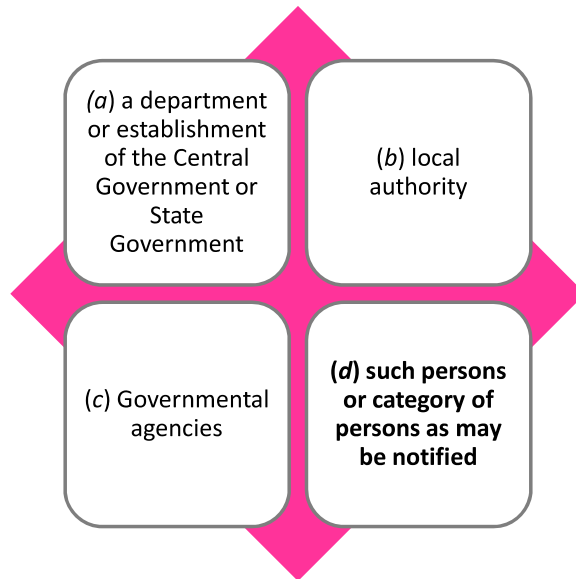 (a) a department
or establishment
of the Central
Government or
State
Government
(b) local
authority
(c) Governmental
agencies
(d) such persons
or category of
persons as may
be notified